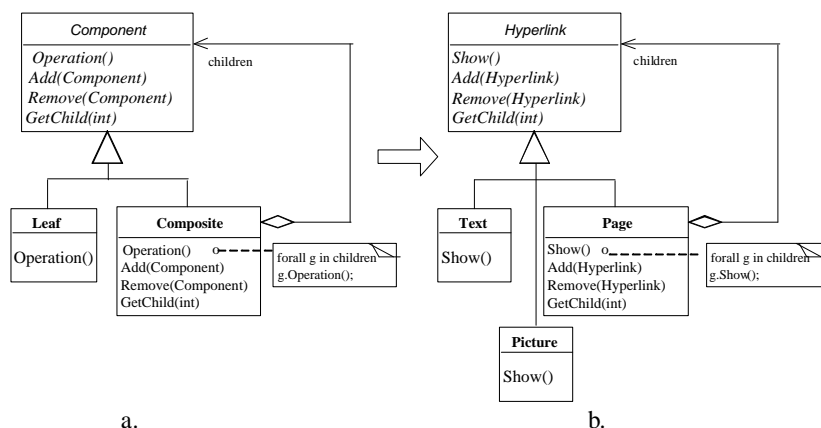 Component
Operation()
Add(Component)
Remove(Component)
GetChild(int)
children
Leaf
Operation()
Composite
Operation()
Add(Component)
Remove(Component)
GetChild(int)
forall g in children
g.Operation();
a.
Hyperlink
Show()
Add(Hyperlink)
Remove(Hyperlink)
GetChild(int)
children
Text
Show()
Page
Show()
Add(Hyperlink)
Remove(Hyperlink)
GetChild(int)
forall g in children
g.Show();
Picture
Show()
b.